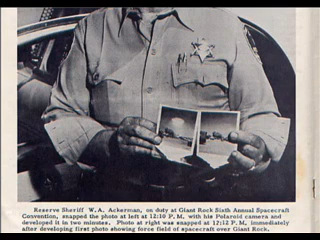 Reserve Sheriff W. A. Ackerman, on duty at Giant Rock Sixth Annual Spacecraft
Convention, snapped the photo at left at 12:10 P. M. with his Polaroid camera and
developed it in two minutes. Photo at right was snapped at 12:12 P. M. immediately
after developing first photo showing force field of spacecraft over Giant Rock.